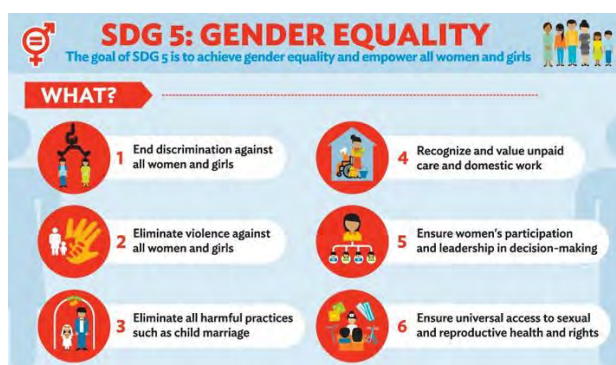 SDG 5: GENDER EQUALITY
The goal of SDG 5 is to achieve gender equality and empower all women and girls
WHAT?
1 End discrimination against
all women and girls
2 Eliminate violence against
all women and girls
3 Eliminate all harmful practices
such as child marriage
4 Recognize and value unpaid
care and domestic work
5 Ensure women's participation
and leadership in decision-making
6 Ensure universal access to sexual
and reproductive health and rights